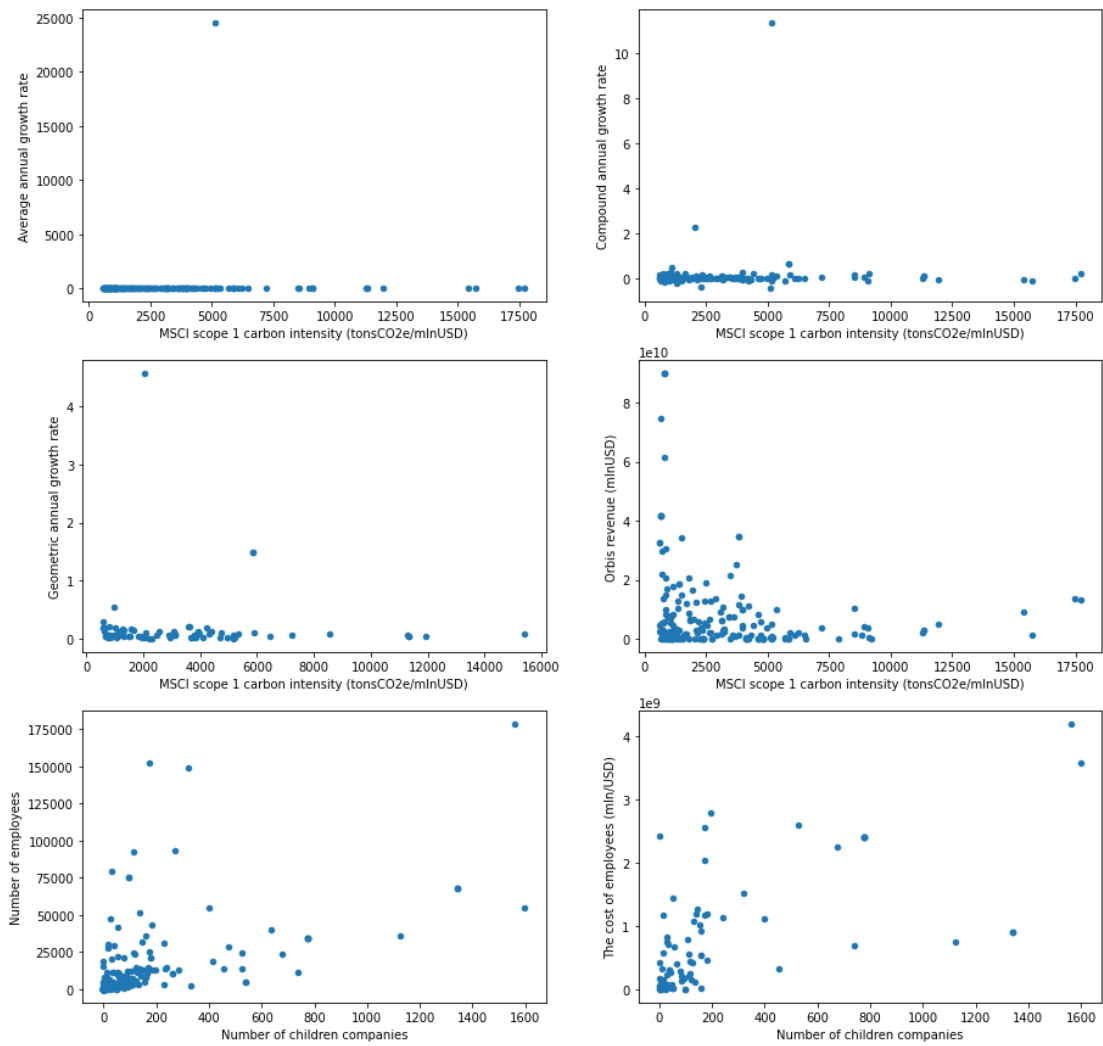 25000
20000
15000
10000
5000
0
Average annual growth rate
0 2500 5000 7500 10000 12500 15000 17500
MSCI scope 1 carbon intensity (tonsCO2e/mlnUSD)
10
8
6
4
2
0
Compound annual growth rate
0 2500 5000 7500 10000 12500 15000 17500
MSCI scope 1 carbon intensity (tonsCO2e/mlnUSD)
4
3
2
1
0
Geometric annual growth rate
0 2000 4000 6000 8000 10000 12000 14000 16000
MSCI scope 1 carbon intensity (tonsCO2e/mlnUSD)
1e10
8
6
4
2
0
Orbis revenue (mlnUSD)
0 2500 5000 7500 10000 12500 15000 17500
MSCI scope 1 carbon intensity (tonsCO2e/mlnUSD)
175000
150000
125000
100000
75000
50000
25000
0
Number of employees
0 200 400 600 800 1000 1200 1400 1600
Number of children companies
1e9
4
3
2
1
0
The cost of employees (mln/USD)
0 200 400 600 800 1000 1200 1400 1600
Number of children companies